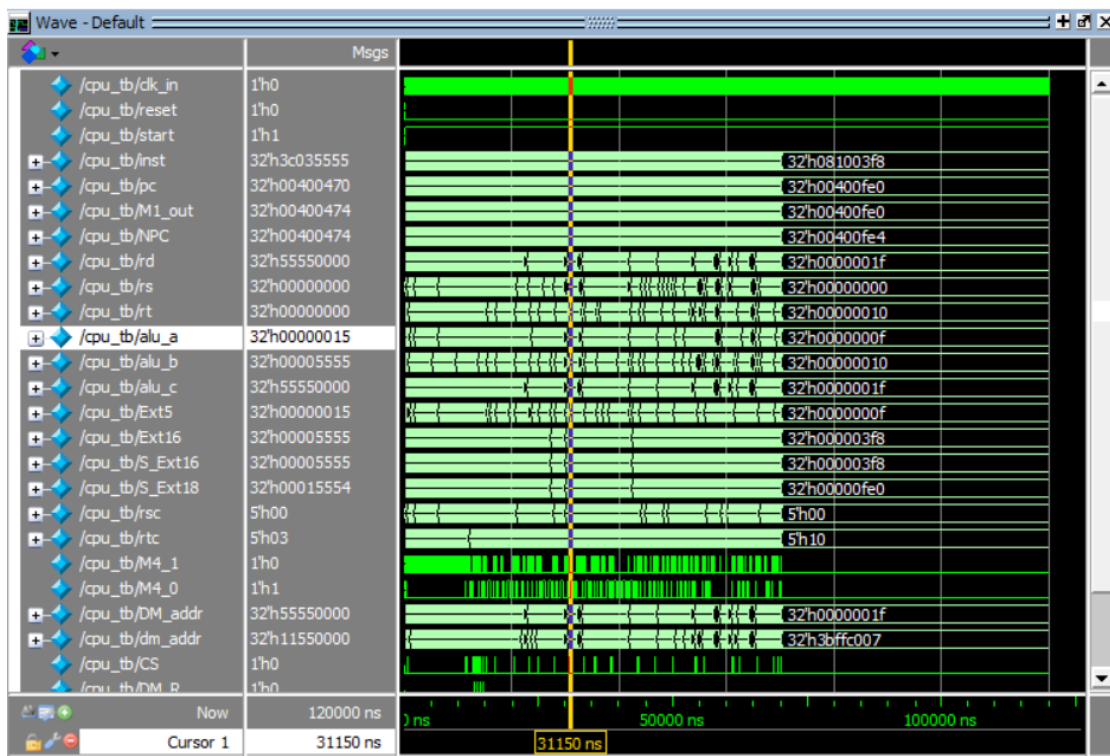 Wave - Default
Msgs
/cpu_tb/clk_in 1'h0
/cpu_tb/reset 1'h0
/cpu_tb/start 1'h1
/cpu_tb/inst 32'h3c035555 32'h081003f8
/cpu_tb/pc 32'h00400470 32'h00400fe0
/cpu_tb/M1_out 32'h00400474 32'h00400fe0
/cpu_tb/NPC 32'h00400474 32'h00400fe4
/cpu_tb/rd 32'h55550000 32'h0000001f
/cpu_tb/rs 32'h00000000 32'h00000000
/cpu_tb/rt 32'h00000000 32'h00000010
/cpu_tb/alu_a 32'h00000015 32'h0000000f
/cpu_tb/alu_b 32'h00005555 32'h00000010
/cpu_tb/alu_c 32'h55550000 32'h0000001f
/cpu_tb/Ext5 32'h00000015 32'h0000000f
/cpu_tb/Ext16 32'h00005555 32'h000003f8
/cpu_tb/S_Ext16 32'h00005555 32'h000003f8
/cpu_tb/S_Ext18 32'h00015554 32'h00000fe0
/cpu_tb/rsc 5'h00 5'h00
/cpu_tb/rtc 5'h03 5'h10
/cpu_tb/M4_1 1'h0
/cpu_tb/M4_0 1'h1
/cpu_tb/DM_addr 32'h55550000 32'h0000001f
/cpu_tb/dm_addr 32'h11550000 32'h3bffc007
/cpu_tb/CS 1'h0
/cpu_tb/DM_R 1'h0
Now 120000 ns ns 50000 ns 100000 ns
Cursor 1 31150 ns 31150 ns